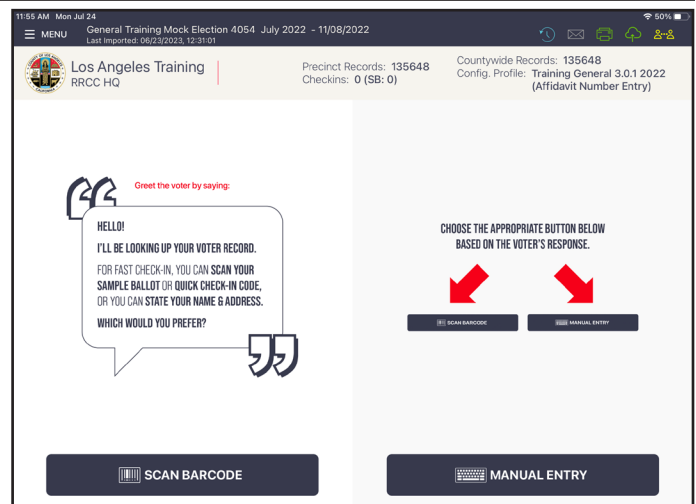 11:55 AM Mon Jul 24
50%
MENU
General Training Mock Election 4054 July 2022 - 11/08/2022
Last Imported: 06/23/2023, 12:31:01
Los Angeles Training
RRCC HQ
Precinct Records: 135648
Checkins: 0 (SB: 0)
Countywide Records: 135648
Config. Profile: Training General 3.0.1 2022
(Affidavit Number Entry)
Greet the voter by saying:
HELLO!
I'LL BE LOOKING UP YOUR VOTER RECORD.
FOR FAST CHECK-IN, YOU CAN SCAN YOUR
SAMPLE BALLOT OR QUICK CHECK-IN CODE,
OR YOU CAN STATE YOUR NAME & ADDRESS.
WHICH WOULD YOU PREFER?
CHOOSE THE APPROPRIATE BUTTON BELOW
BASED ON THE VOTER'S RESPONSE.
SCAN BARCODE
MANUAL ENTRY
SCAN BARCODE
MANUAL ENTRY